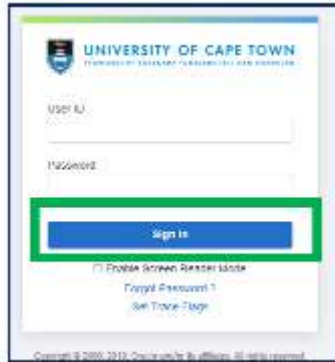 UNIVERSITY OF CAPE TOWN
User ID
Password
Sign In
Enable Screen Reader Mode
Forgot Password ?
Set Trace Flags